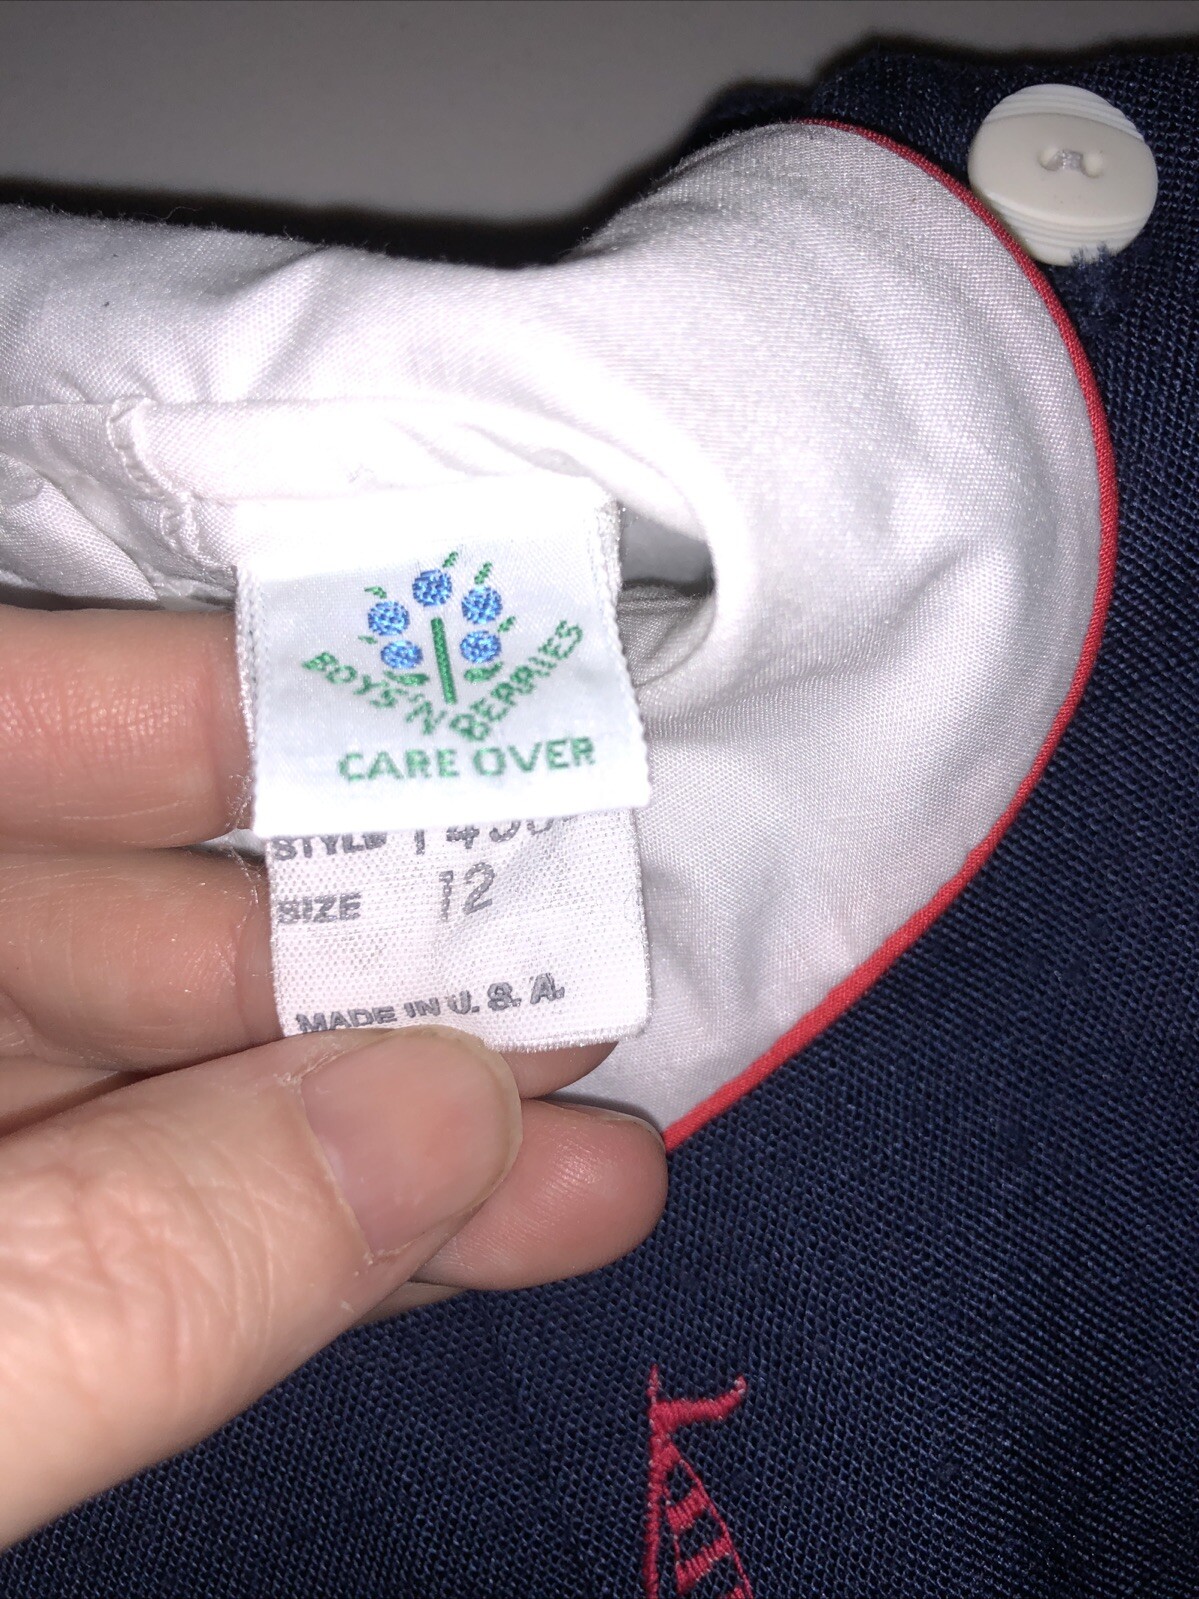 BOYS'N BERRIES
CARE OVER
STYLE
SIZE 12
MADE IN U.S.A.